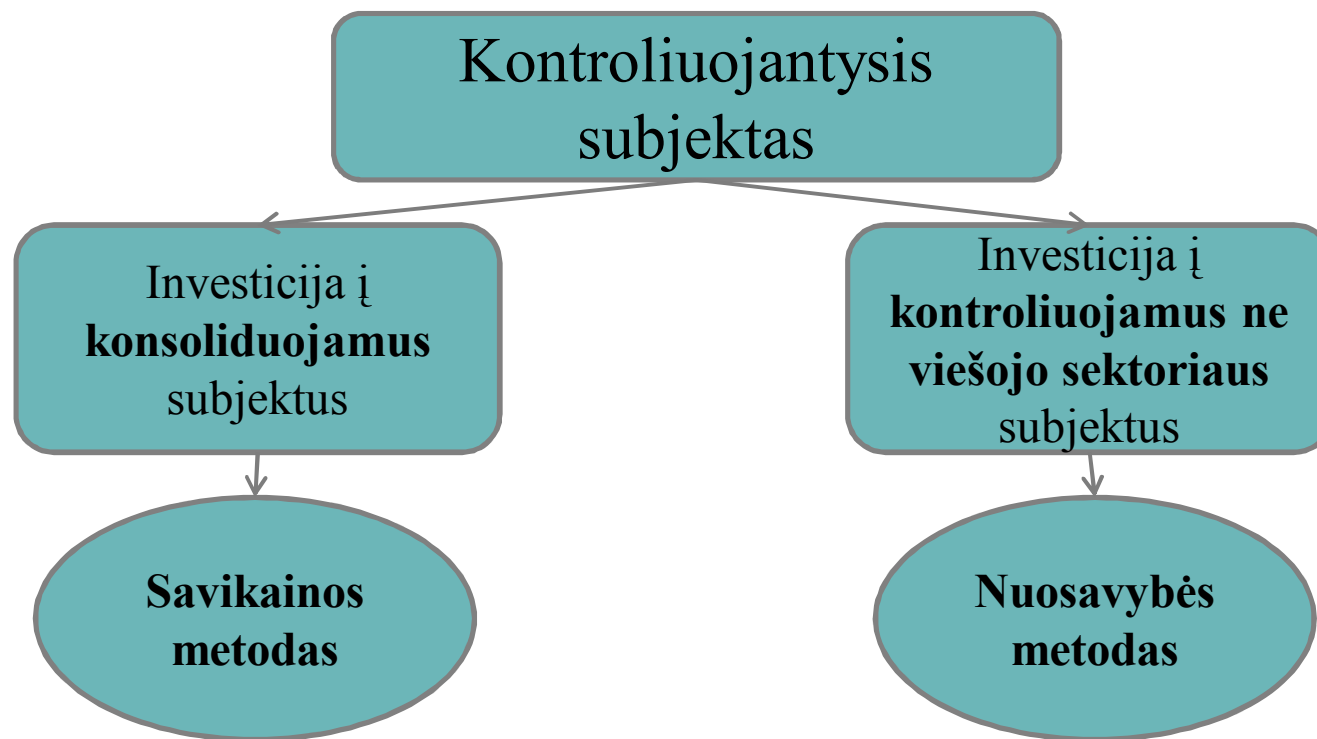 Kontroliuojantysis
subjektas
Investicija į
konsoliduojamus
subjektus
Investicija į
kontroliuojamus ne
viešojo sektoriaus
subjektus
Savikainos
metodas
Nuosavybės
metodas